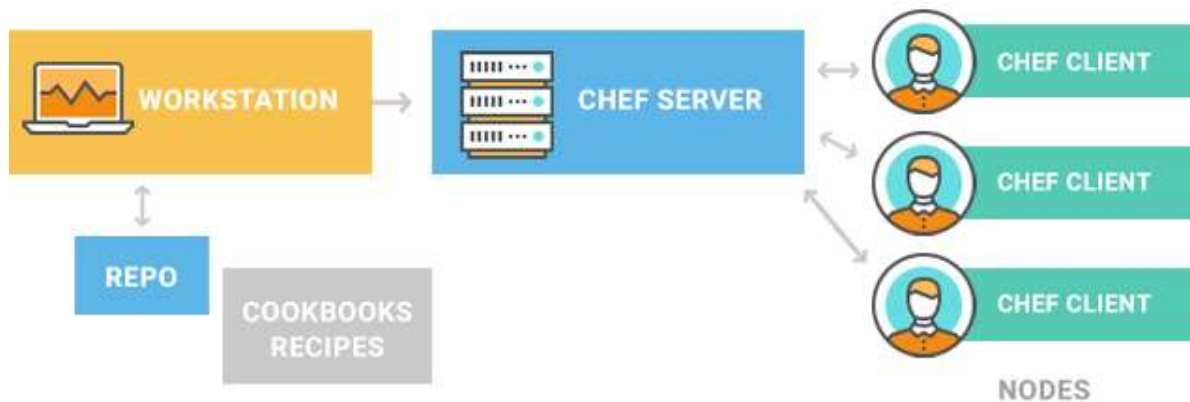 WORKSTATION
CHEF SERVER
CHEF CLIENT
CHEF CLIENT
CHEF CLIENT
REPO
COOKBOOKS
RECIPES
NODES